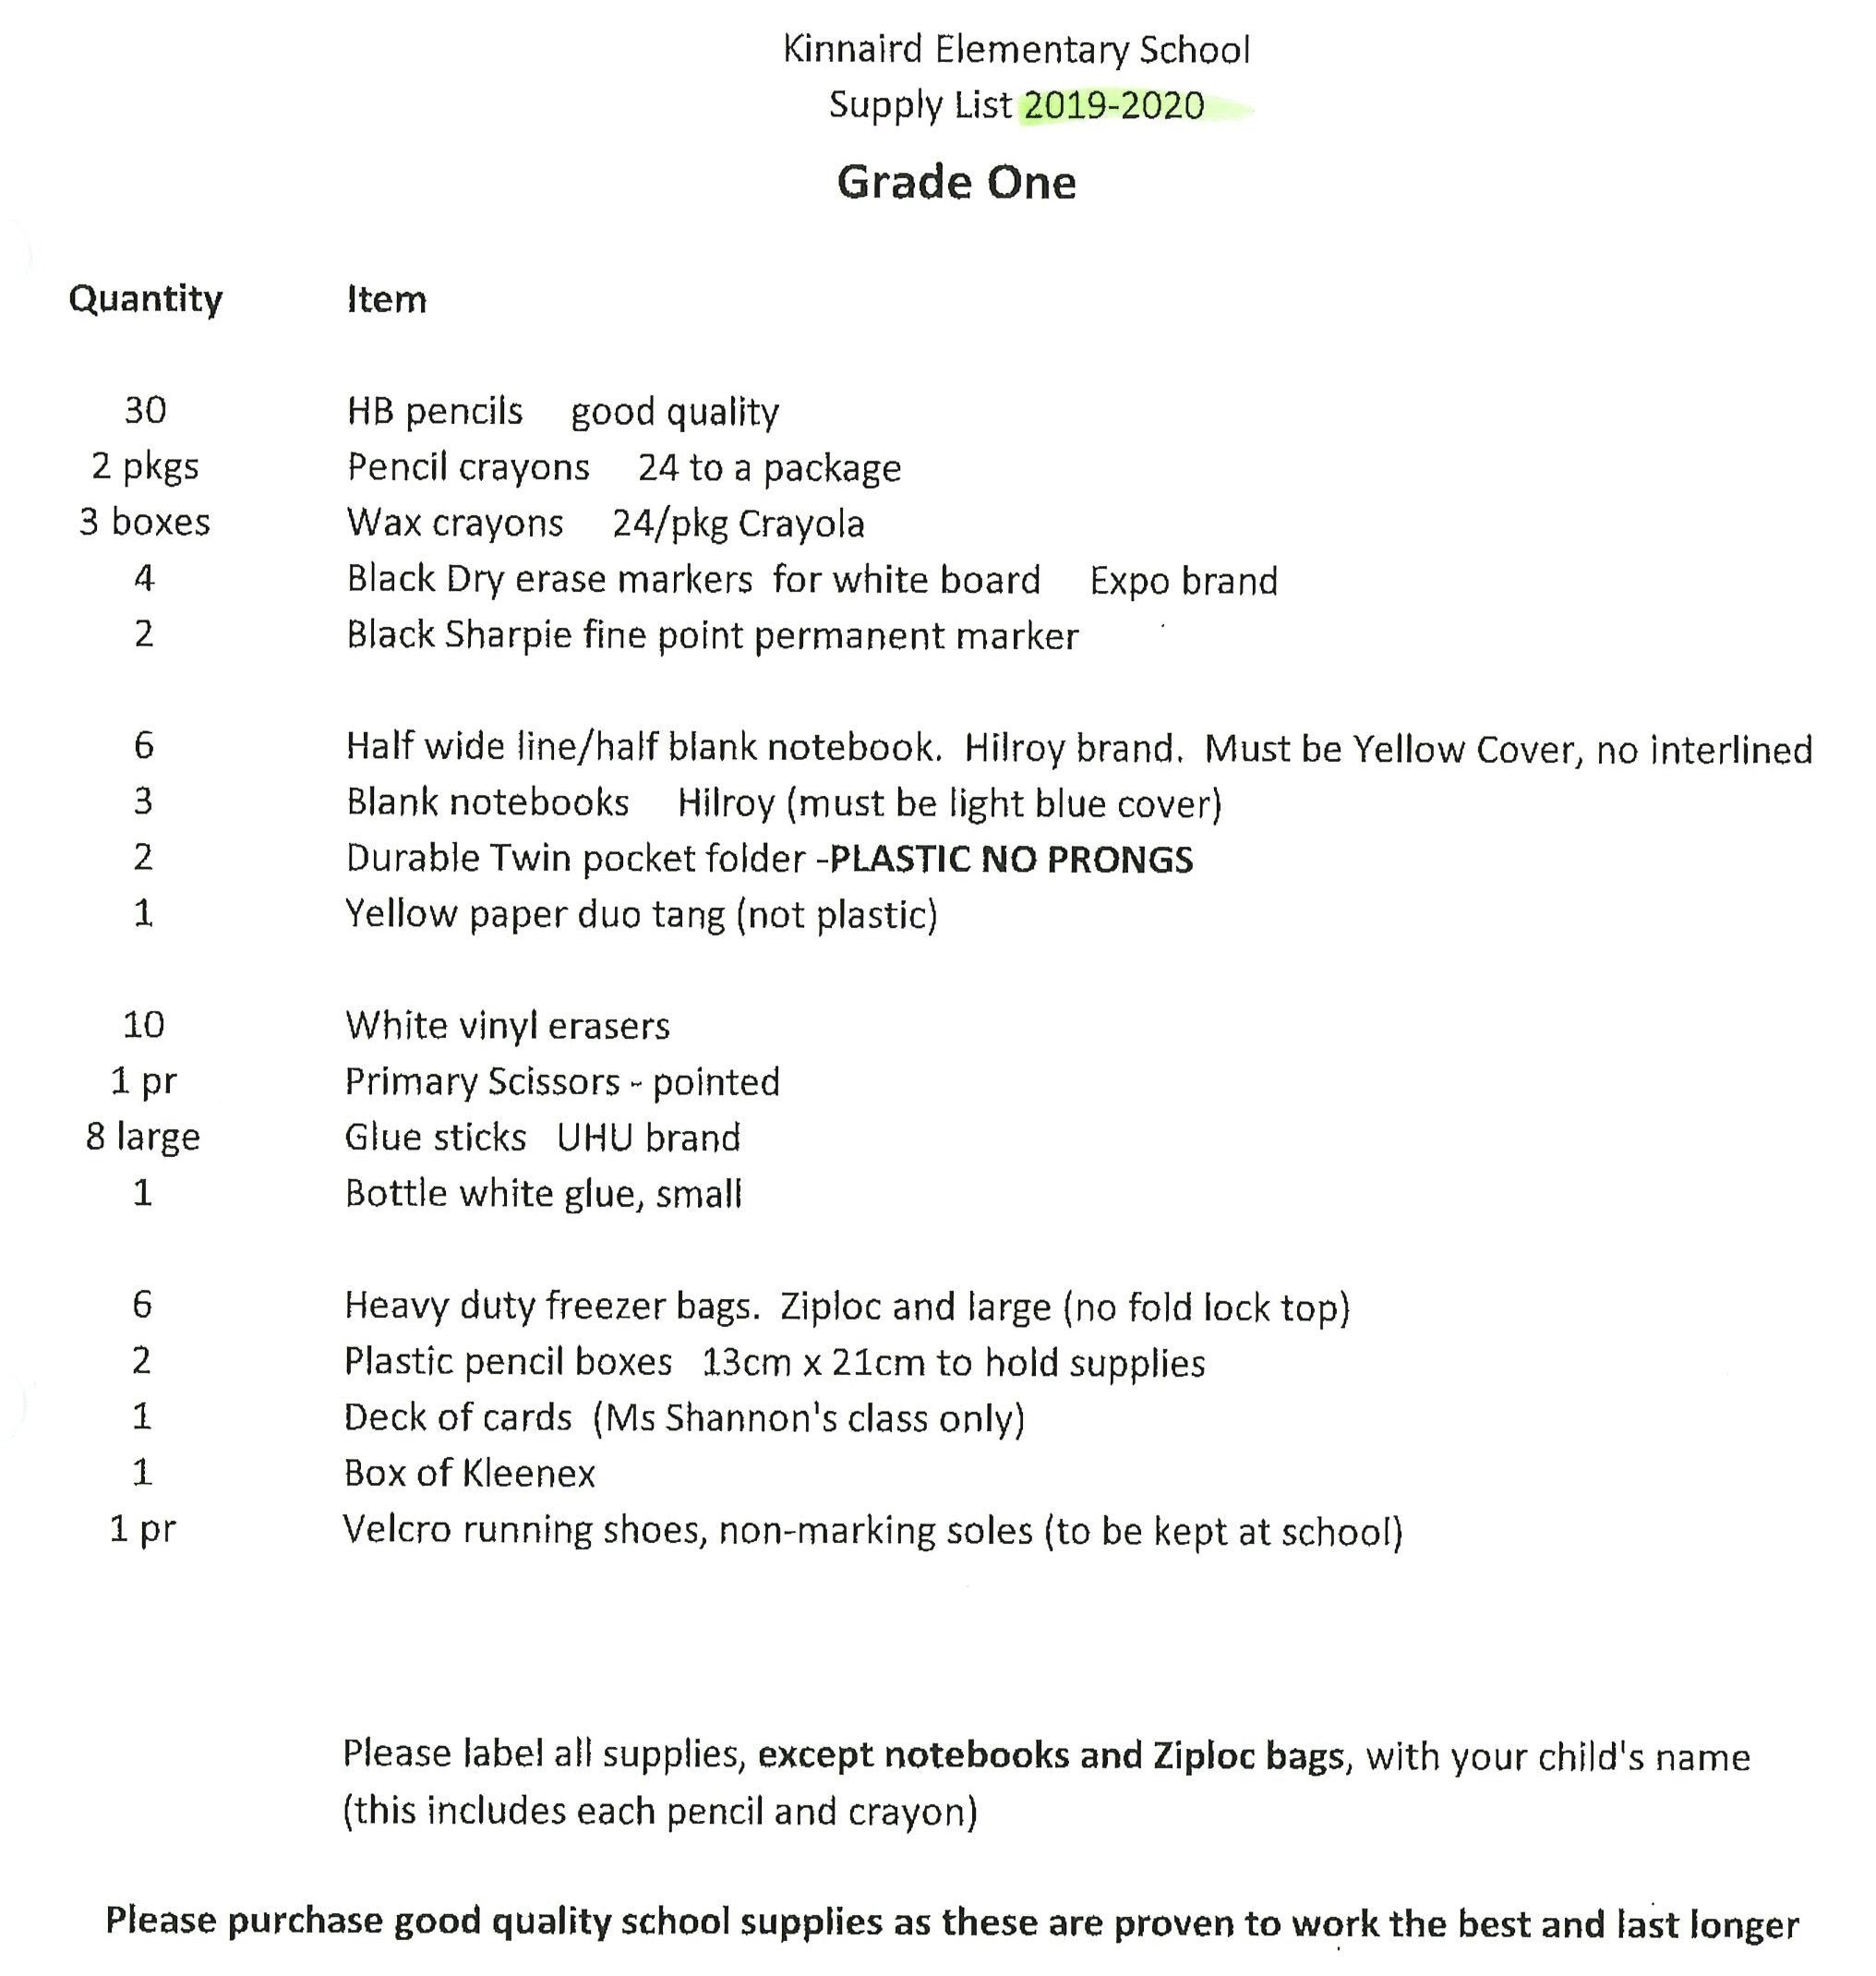 Kinnaird Elementary School
Supply List 2019-2020
Grade One
Quantity Item
30 HB pencils good quality
2 pkgs Pencil crayons 24 to a package
3 boxes Wax crayons 24/pkg Crayola
4 Black Dry erase markers for white board Expo brand
2 Black Sharpie fine point permanent marker
6 Half wide line/half blank notebook. Hilroy brand. Must be Yellow Cover, no interlined
3 Blank notebooks Hilroy (must be light blue cover)
2 Durable Twin pocket folder -PLASTIC NO PRONGS
1 Yellow paper duo tang (not plastic)
10 White vinyl erasers
1 pr Primary Scissors - pointed
8 large Glue sticks UHU brand
1 Bottle white glue, small
6 Heavy duty freezer bags. Ziploc and large (no fold lock top)
2 Plastic pencil boxes 13cm x 21cm to hold supplies
1 Deck of cards (Ms Shannon's class only)
1 Box of Kleenex
1 pr Velcro running shoes, non-marking soles (to be kept at school)
Please label all supplies, except notebooks and Ziploc bags, with your child's name
(this includes each pencil and crayon)
Please purchase good quality school supplies as these are proven to work the best and last longer